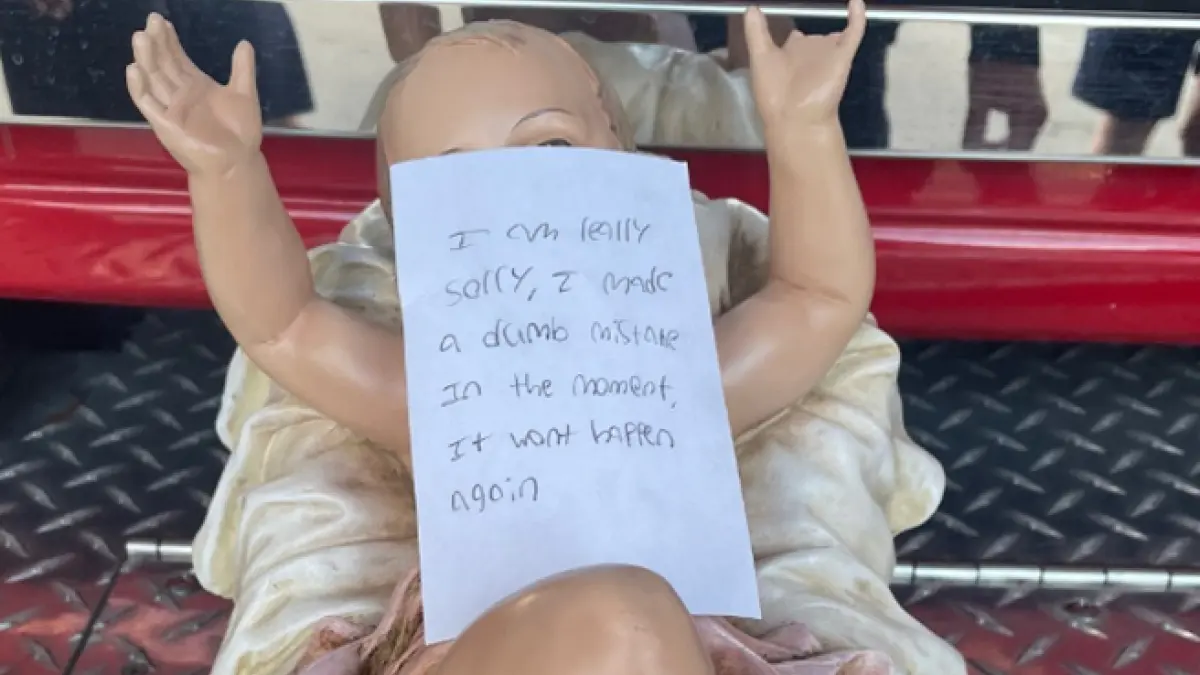 I am really
sorry, I made
a dumb mistake
In the moment,
It wont happen
again